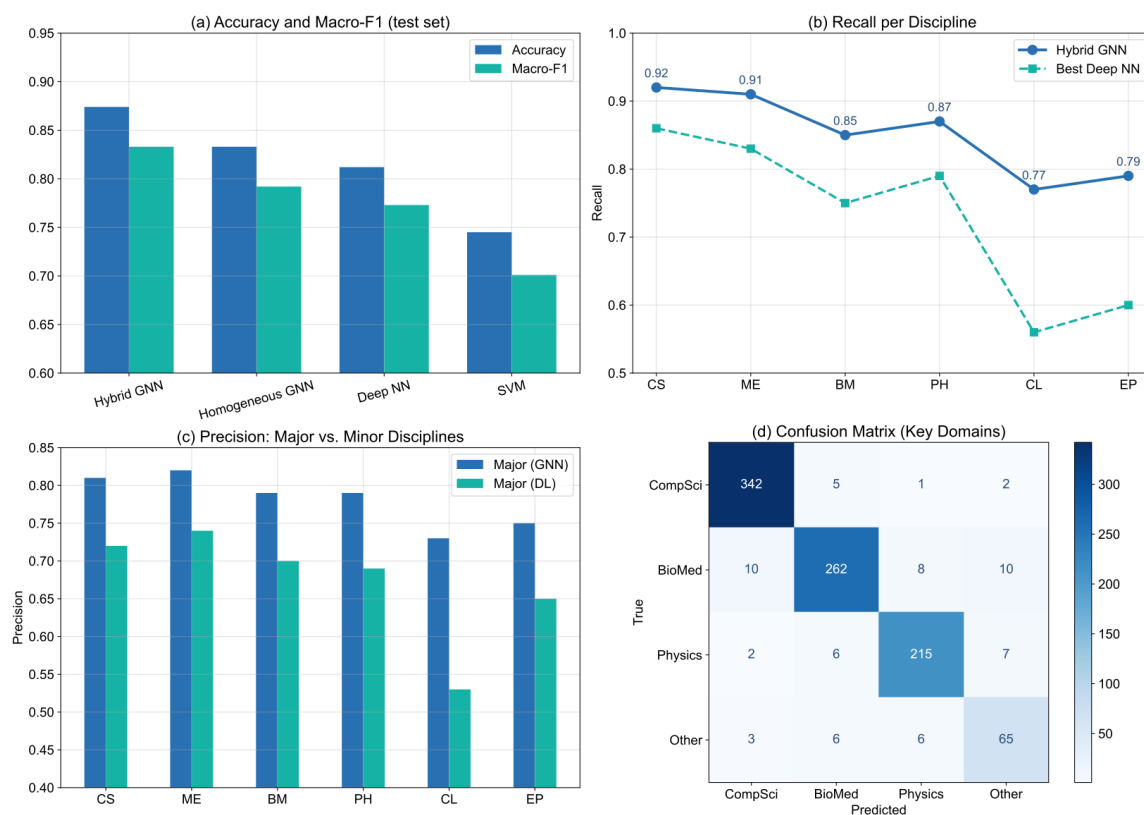 (a) Accuracy and Macro-F1 (test set)
0.95
0.90
0.85
0.80
0.75
0.70
0.65
0.60
Accuracy
Macro-F1
Hybrid GNN
Homogeneous GNN
Deep NN
SVM
(b) Recall per Discipline
Recall
1.0
0.9
0.8
0.7
0.6
0.5
Hybrid GNN
Best Deep NN
0.92
0.91
0.85
0.87
0.77
0.79
CS ME BM PH CL EP
(c) Precision: Major vs. Minor Disciplines
Precision
0.85
0.80
0.75
0.70
0.65
0.60
0.55
0.50
0.45
0.40
Major (GNN)
Major (DL)
CS ME BM PH CL EP
(d) Confusion Matrix (Key Domains)
True
CompSci 342 5 1 2
BioMed 10 262 8 10
Physics 2 6 215 7
Other 3 6 6 65
CompSci BioMed Physics Other
Predicted
300
250
200
150
100
50